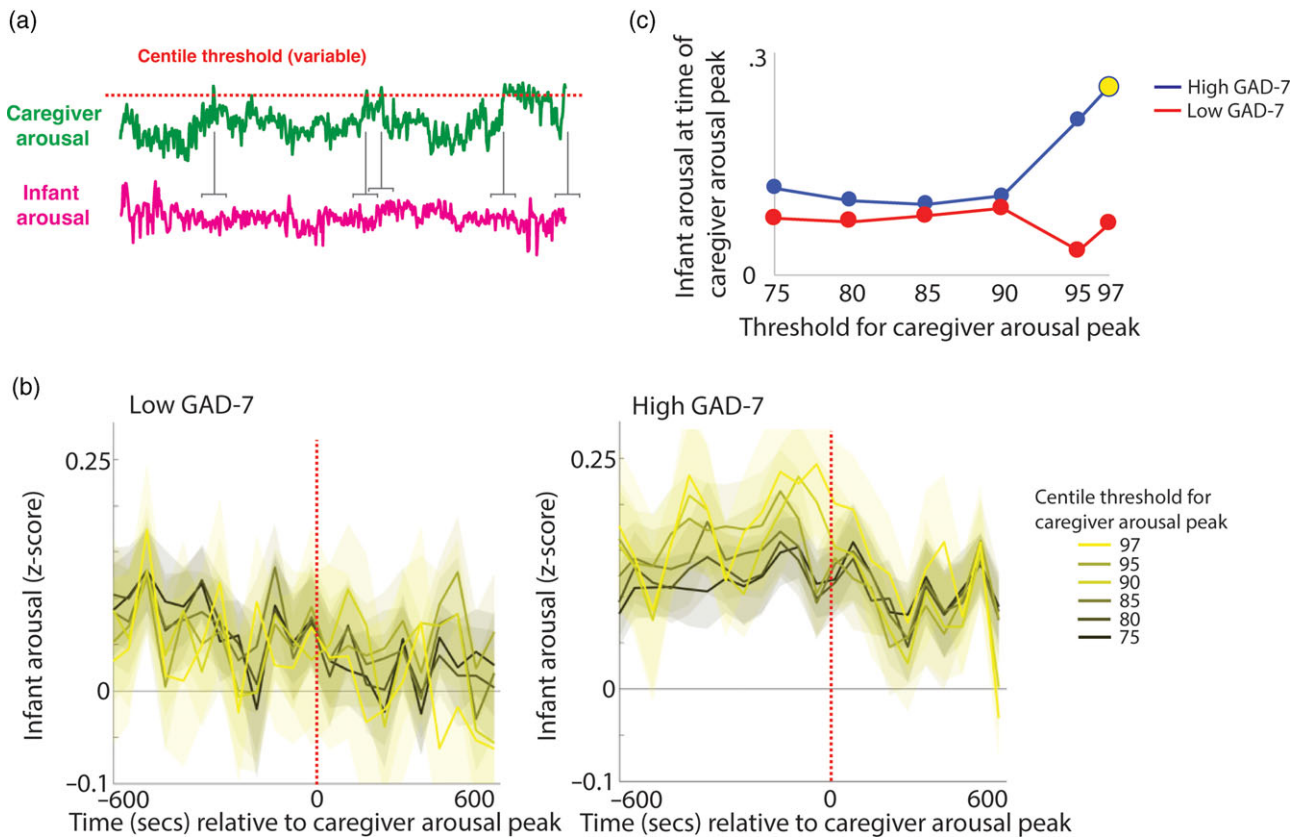 (a)
Centile threshold (variable)
Caregiver
arousal
Infant
arousal
(c)
Infant arousal at time of
caregiver arousal peak
.3
0
75
80
85
90
95
97
Threshold for caregiver arousal peak
High GAD-7
Low GAD-7
(b)
Low GAD-7
Infant arousal (z-score)
0.25
0
−0.1
−600
0
600
Time (secs) relative to caregiver arousal peak
High GAD-7
Infant arousal (z-score)
0.25
0
−0.1
−600
0
600
Time (secs) relative to caregiver arousal peak
Centile threshold for
caregiver arousal peak
97
95
90
85
80
75